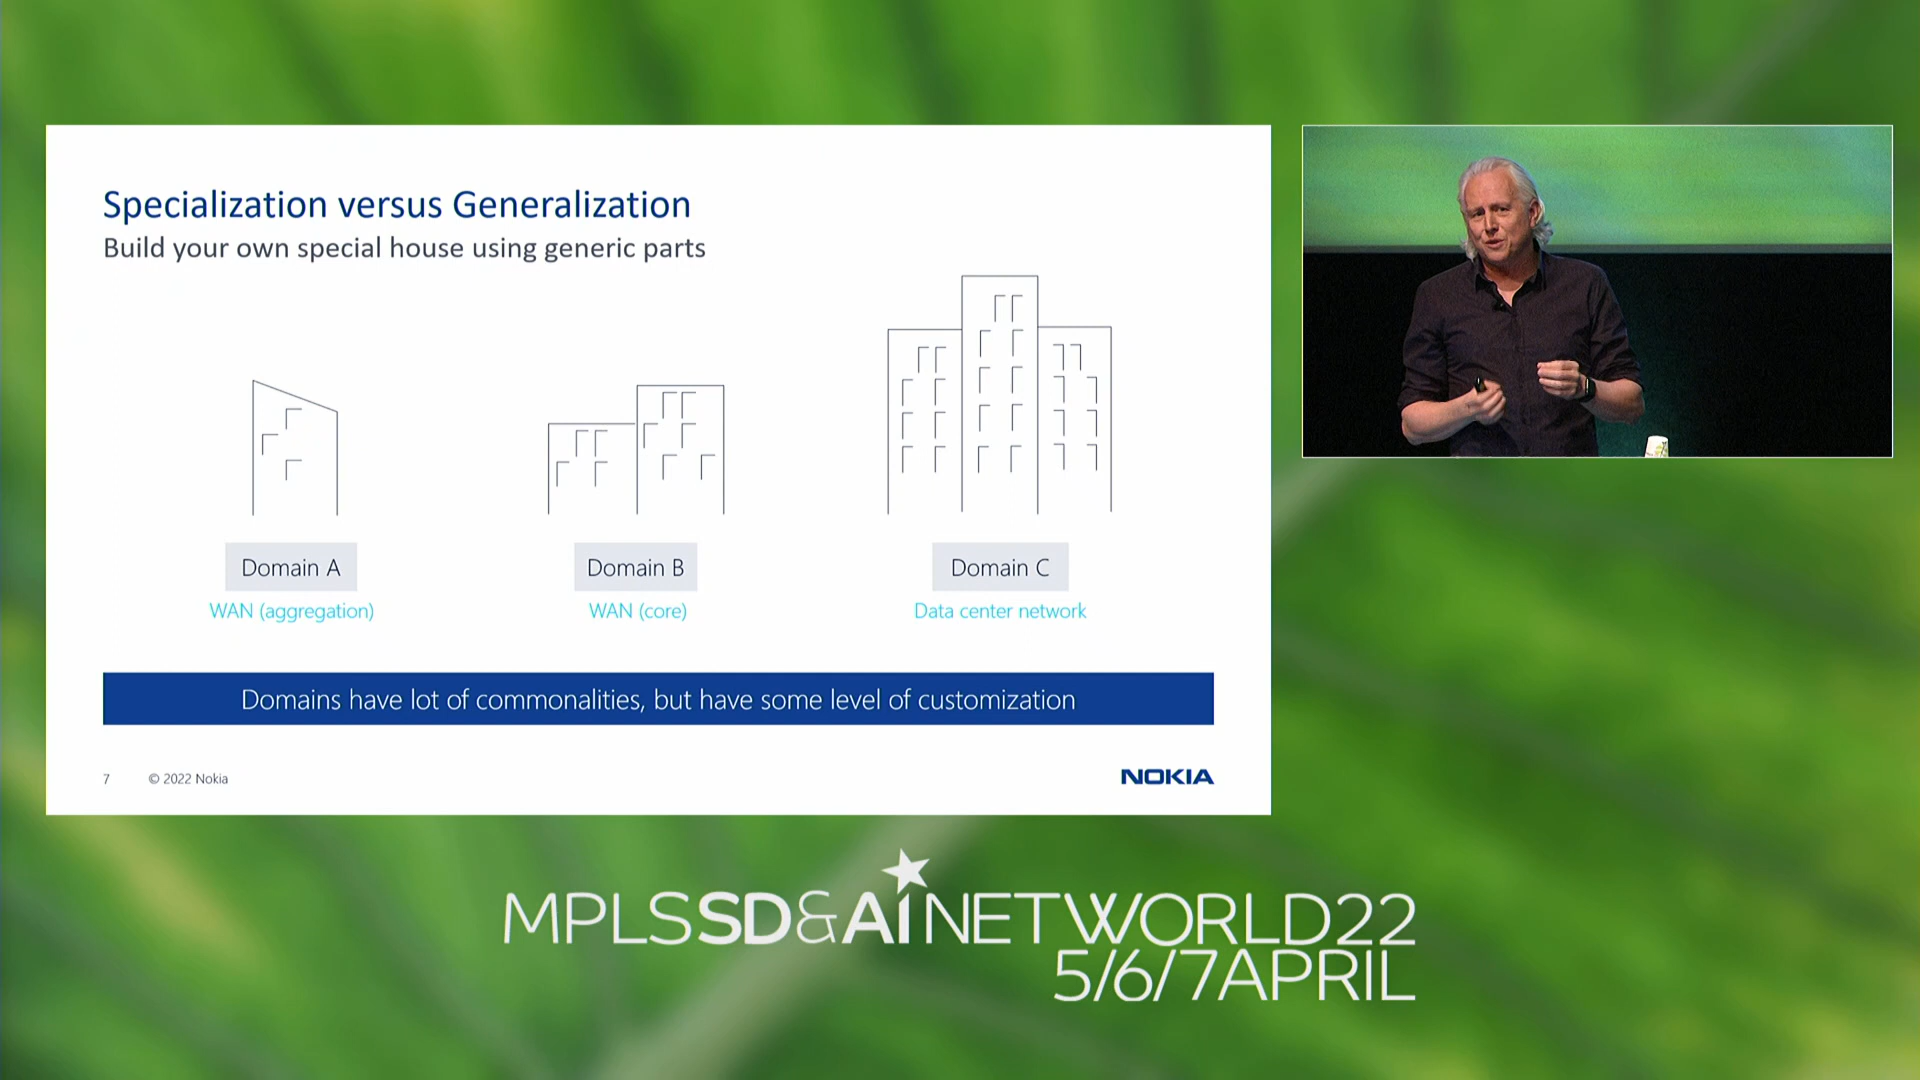 Specialization versus Generalization
Build your own special house using generic parts
Domain A
Domain B
Domain C
WAN (aggregation)
WAN (core)
Data center network
Domains have lot of commonalities, but have some level of customization
7
© 2022 Nokia
NOKIA
MPLSSD&AINETWORLD22
5/6/7APRIL